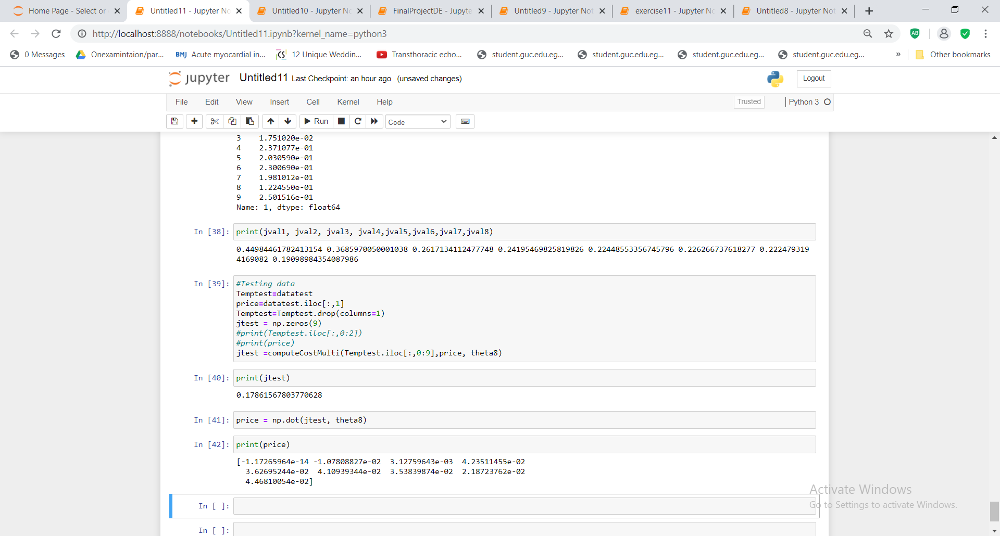 Home Page - Select or
Untitled11 - Jupyter No
Untitled10 - Jupyter No
FinalProjectDE - Jupyte
Untitled9 - Jupyter Not
exercise11 - Jupyter No
Untitled8 - Jupyter Not
http://localhost:8888/notebooks/Untitled11.ipynb?kernel_name=python3
AB
0 Messages
Onexamintaion/par...
BMJ Acute myocardial in...
CS 12 Unique Weddin...
Transthoracic echo...
student.guc.edu.eg...
student.guc.edu.eg...
student.guc.edu.eg...
student.guc.edu.eg...
» Other bookmarks
jupyter Untitled11 Last Checkpoint: an hour ago (unsaved changes)
Logout
File Edit View Insert Cell Kernel Help
Trusted
Python 3
Run
Code
3 1.751020e-02
4 2.371077e-01
5 2.030590e-01
6 2.300690e-01
7 1.981012e-01
8 1.224550e-01
9 2.501516e-01
Name: 1, dtype: float64
In [38]: print(jval1, jval2, jval3, jval4,jval5,jval6,jval7,jval8)
0.44984461782413154 0.3685970050001038 0.2617134112477748 0.24195469825819826 0.22448553356745796 0.226266737618277 0.222479319
4169082 0.19098984354087986
In [39]: #Testing data
Temptest=datatest
price=datatest.iloc[:,1]
Temptest=Temptest.drop(columns=1)
jtest = np.zeros(9)
#print(Temptest.iloc[:,0:2])
#print(price)
jtest =computeCostMulti(Temptest.iloc[:,0:9],price, theta8)
In [40]: print(jtest)
0.17861567803770628
In [41]: price = np.dot(jtest, theta8)
In [42]: print(price)
[-1.17265964e-14 -1.07808827e-02 3.12759643e-03 4.23511455e-02
3.62695244e-02 4.10939344e-02 3.53839874e-02 2.18723762e-02
4.46810054e-02]
Activate Windows
In [ ]:
Go to Settings to activate Windows.
In [ ]: